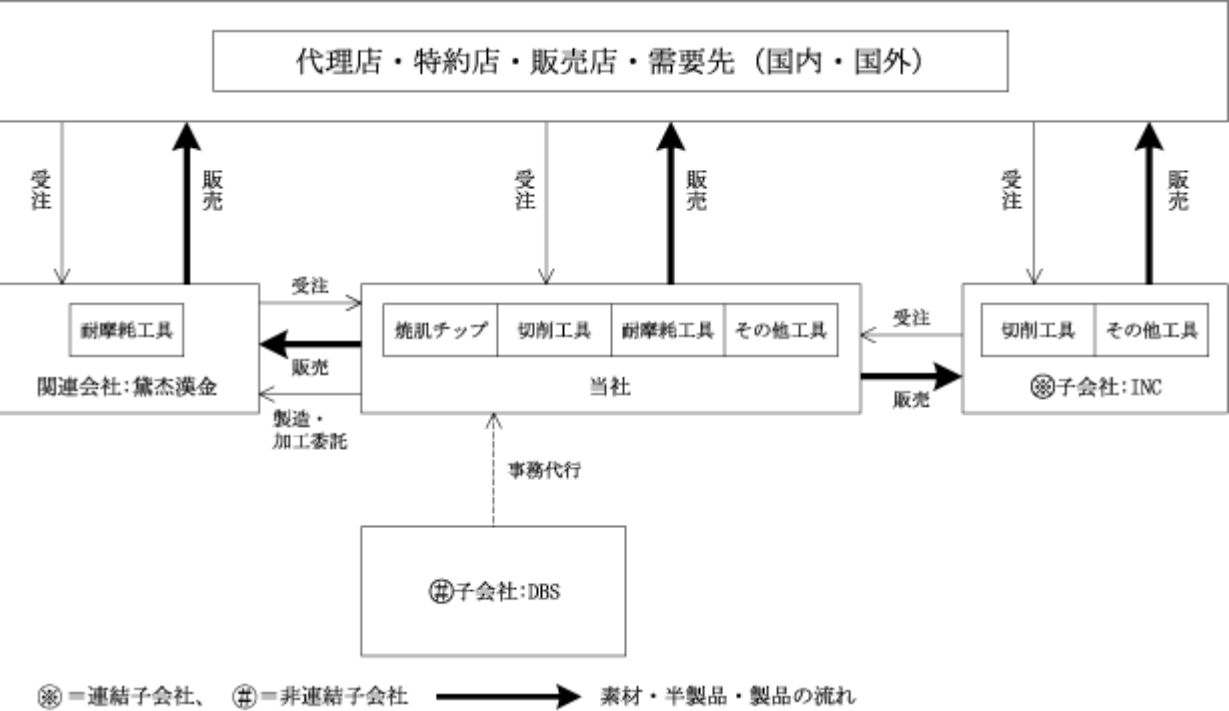 代理店・特約店・販売店・需要先（国内・国外）
受注
販売
受注
販売
受注
販売
耐摩耗工具
関連会社:黛杰漢金
受注
販売
製造・
加工委託
焼肌チップ
切削工具
耐摩耗工具
その他工具
当社
受注
販売
切削工具
その他工具
※子会社:INC
事務代行
#子会社:DBS
※=連結子会社、 #=非連結子会社 素材・半製品・製品の流れ